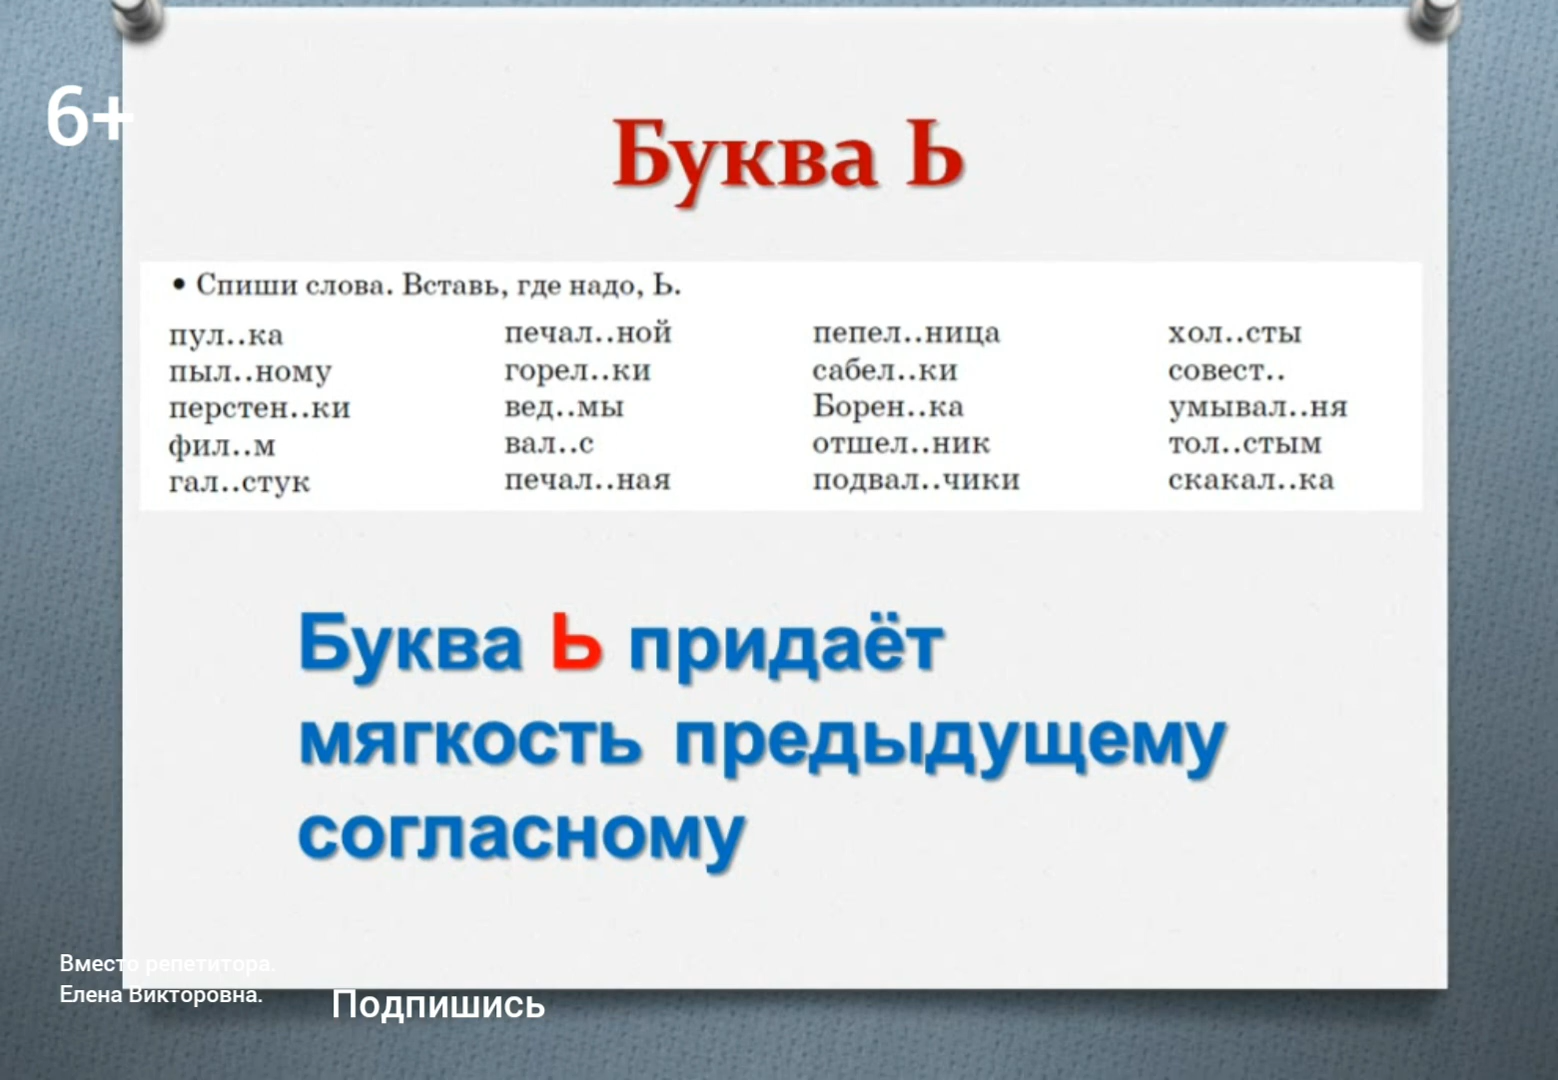 6+
Буква Ь
• Спиши слова. Вставь, где надо, Ь.
пул..ка печал..ной пепел..ница хол..сты
пыл..ному горел..ки сабел..ки совест..
перстен..ки вед..мы Борен..ка умывал..ня
фил..м вал..с отшел..ник тол..стым
гал..стук печал..ная подвал..чики скакал..ка
Буква Ь придаёт
мягкость предыдущему
согласному
Вместо репетитора.
Елена Викторовна.
Подпишись